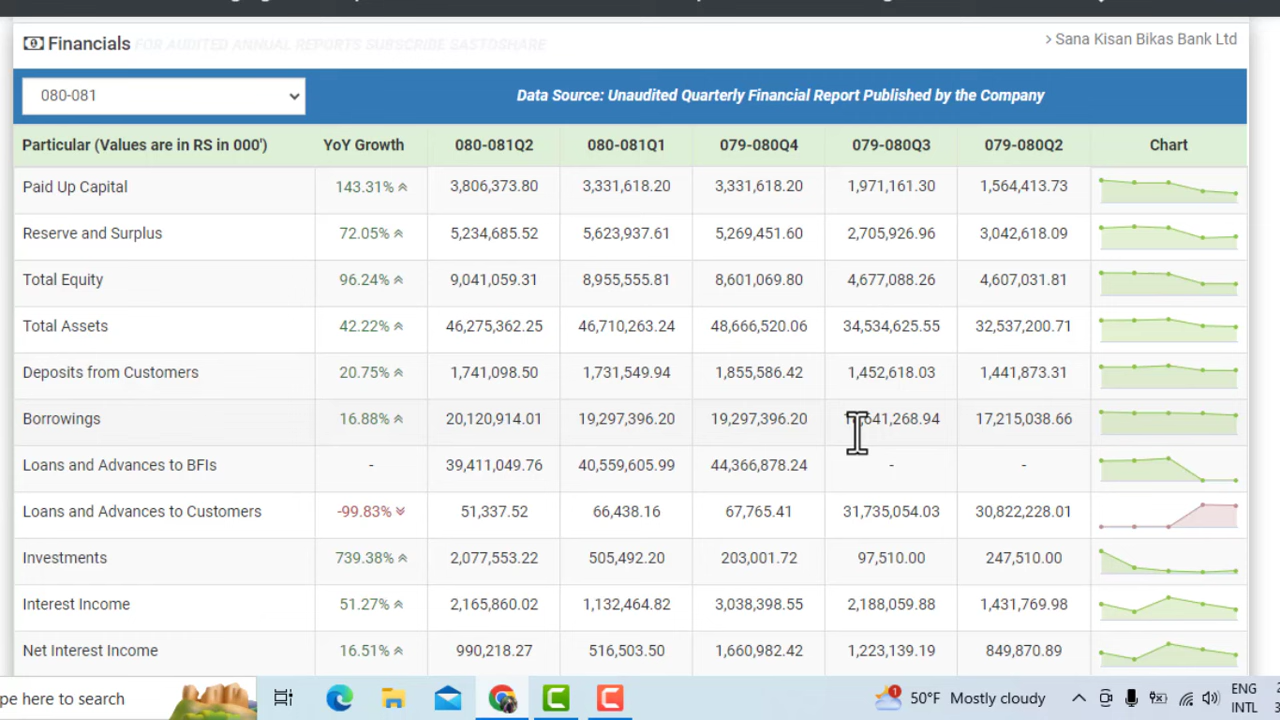 Financials FOR AUDITED ANNUAL REPORTS SUBSCRIBE SASTOSHARE
Sana Kisan Bikas Bank Ltd
080-081
Data Source: Unaudited Quarterly Financial Report Published by the Company
Particular (Values are in RS in 000') YoY Growth 080-081Q2 080-081Q1 079-080Q4 079-080Q3 079-080Q2 Chart
Paid Up Capital 143.31% 3,806,373.80 3,331,618.20 3,331,618.20 1,971,161.30 1,564,413.73
Reserve and Surplus 72.05% 5,234,685.52 5,623,937.61 5,269,451.60 2,705,926.96 3,042,618.09
Total Equity 96.24% 9,041,059.31 8,955,555.81 8,601,069.80 4,677,088.26 4,607,031.81
Total Assets 42.22% 46,275,362.25 46,710,263.24 48,666,520.06 34,534,625.55 32,537,200.71
Deposits from Customers 20.75% 1,741,098.50 1,731,549.94 1,855,586.42 1,452,618.03 1,441,873.31
Borrowings 16.88% 20,120,914.01 19,297,396.20 19,297,396.20 17,215,038.66
Loans and Advances to BFIs - 39,411,049.76 40,559,605.99 44,366,878.24 - -
Loans and Advances to Customers -99.83% 51,337.52 66,438.16 67,765.41 31,735,054.03 30,822,228.01
Investments 739.38% 2,077,553.22 505,492.20 203,001.72 97,510.00 247,510.00
Interest Income 51.27% 2,165,860.02 1,132,464.82 3,038,398.55 2,188,059.88 1,431,769.98
Net Interest Income 16.51% 990,218.27 516,503.50 1,660,982.42 1,223,139.19 849,870.89
pe here to search 1 50°F Mostly cloudy ENG
INTL